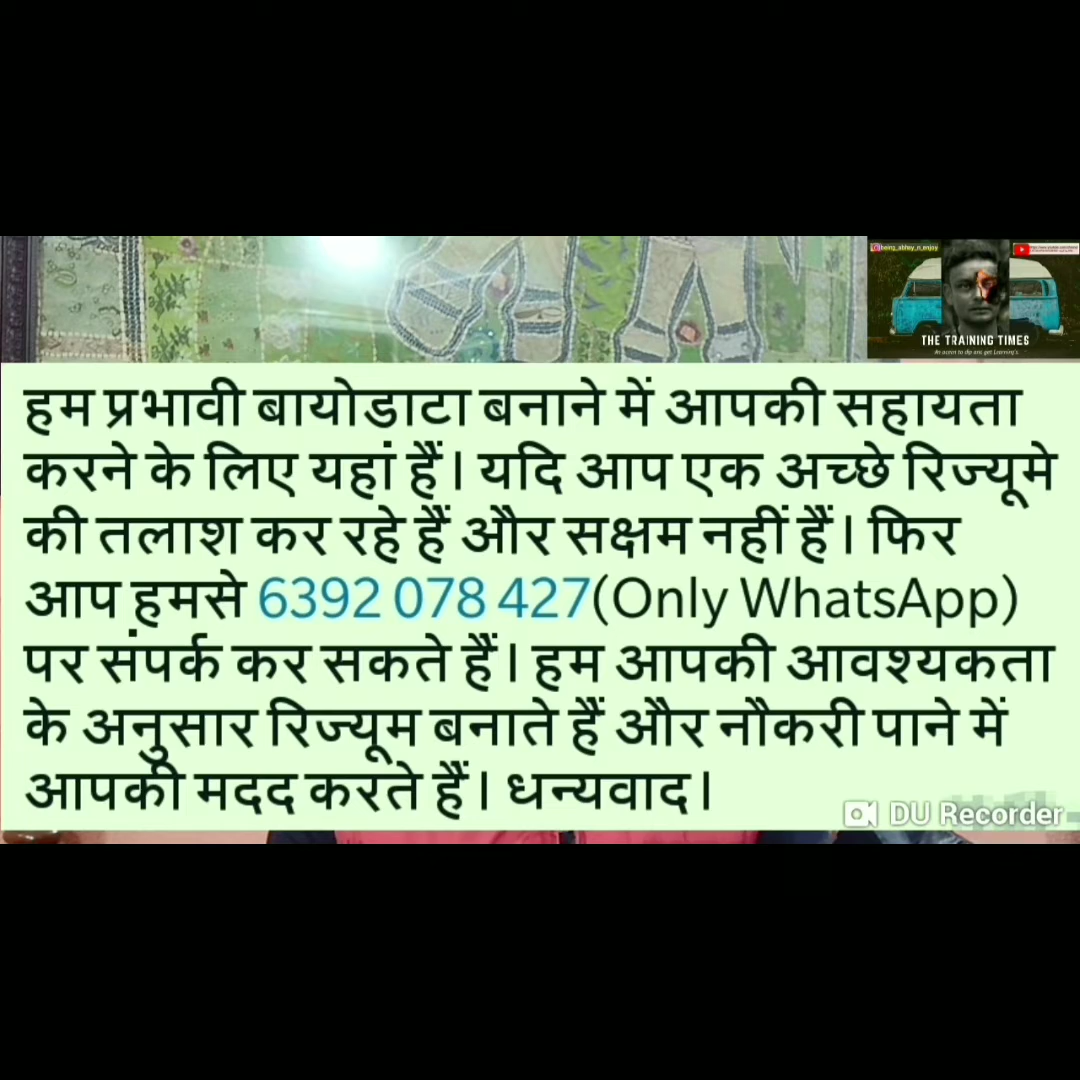 being_abhay_n_enjoy
THE TRAINING TIMES
हम प्रभावी बायोडाटा बनाने में आपकी सहायता
करने के लिए यहां हैं। यदि आप एक अच्छे रिज्यूमे
की तलाश कर रहे हैं और सक्षम नहीं हैं। फिर
आप हमसे 6392 078 427(Only WhatsApp)
पर संपर्क कर सकते हैं। हम आपकी आवश्यकता
के अनुसार रिज्यूम बनाते हैं और नौकरी पाने में
आपकी मदद करते हैं। धन्यवाद।
DU Recorder